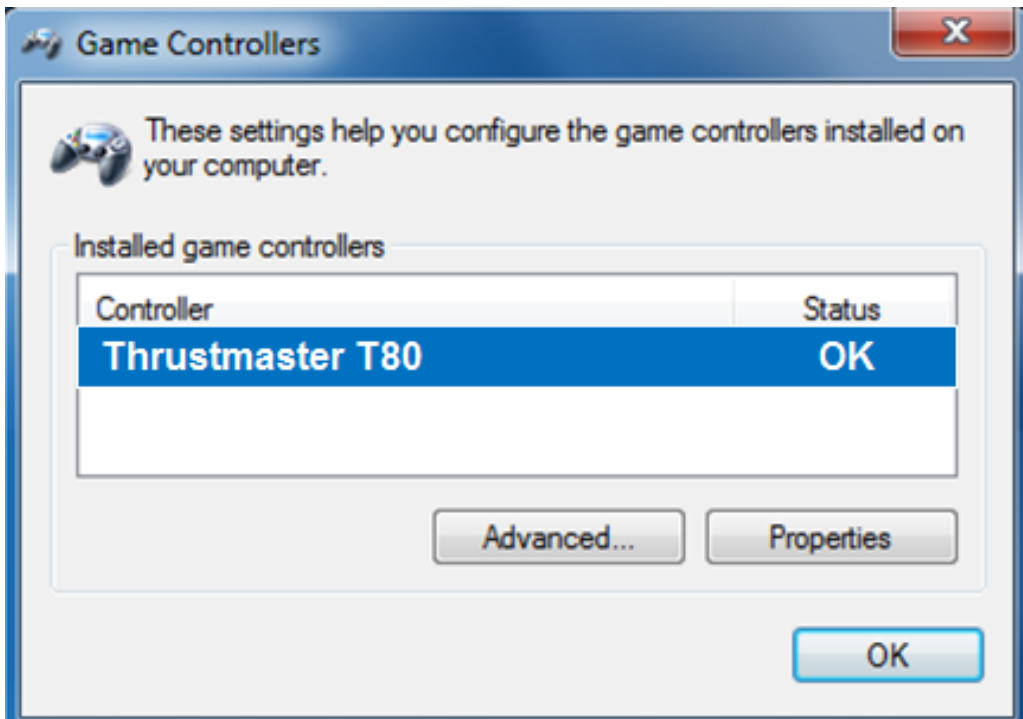 Game Controllers
These settings help you configure the game controllers installed on
your computer.
Installed game controllers
Controller Status
Thrustmaster T80 OK
Advanced... Properties
OK